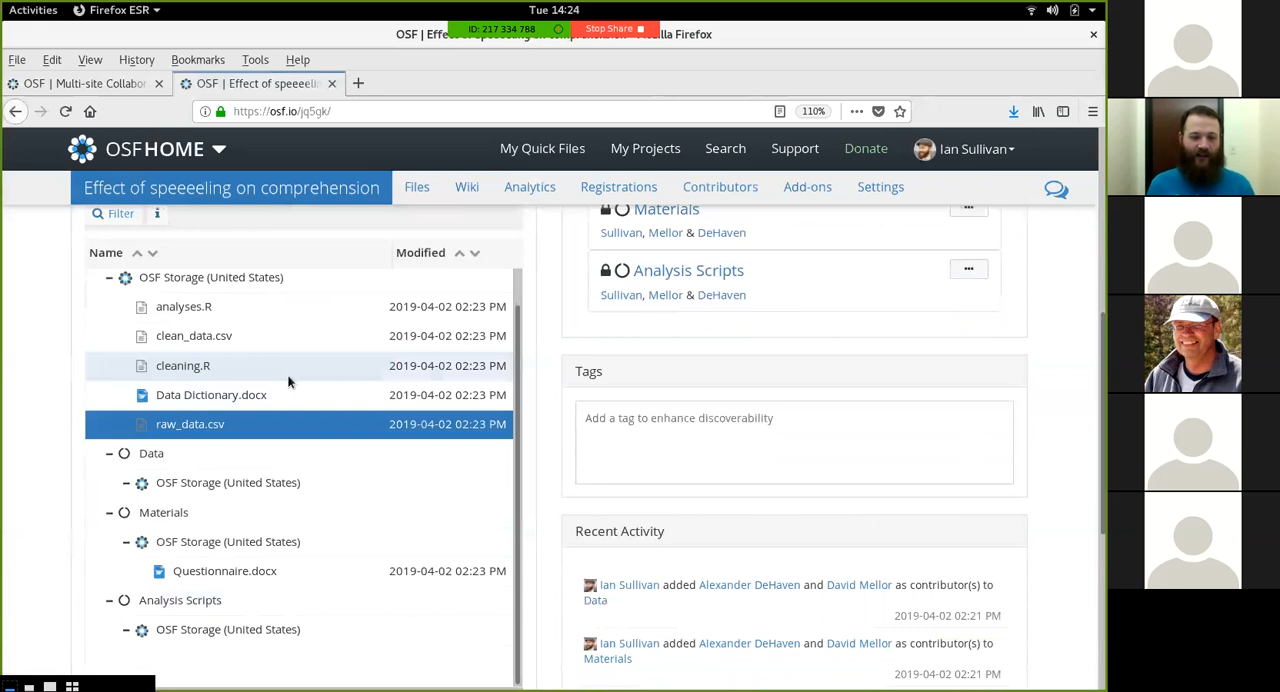 Activities Firefox ESR Tue 14:24
ID: 217 334 788 Stop Share
File Edit View History Bookmarks Tools Help
OSF | Multi-site Collabor OSF | Effect of speeeeli
https://osf.io/jq5gk/ 110%
OSFHOME My Quick Files My Projects Search Support Donate Ian Sullivan
Effect of speeeeling on comprehension Files Wiki Analytics Registrations Contributors Add-ons Settings
Filter
Name Modified
OSF Storage (United States)
analyses.R 2019-04-02 02:23 PM
clean_data.csv 2019-04-02 02:23 PM
cleaning.R 2019-04-02 02:23 PM
Data Dictionary.docx 2019-04-02 02:23 PM
raw_data.csv 2019-04-02 02:23 PM
Data
OSF Storage (United States)
Materials
OSF Storage (United States)
Questionnaire.docx 2019-04-02 02:23 PM
Analysis Scripts
OSF Storage (United States)
Materials
Sullivan, Mellor & DeHaven
Analysis Scripts
Sullivan, Mellor & DeHaven
Tags
Add a tag to enhance discoverability
Recent Activity
Ian Sullivan added Alexander DeHaven and David Mellor as contributor(s) to
Data
2019-04-02 02:21 PM
Ian Sullivan added Alexander DeHaven and David Mellor as contributor(s) to
Materials
2019-04-02 02:21 PM